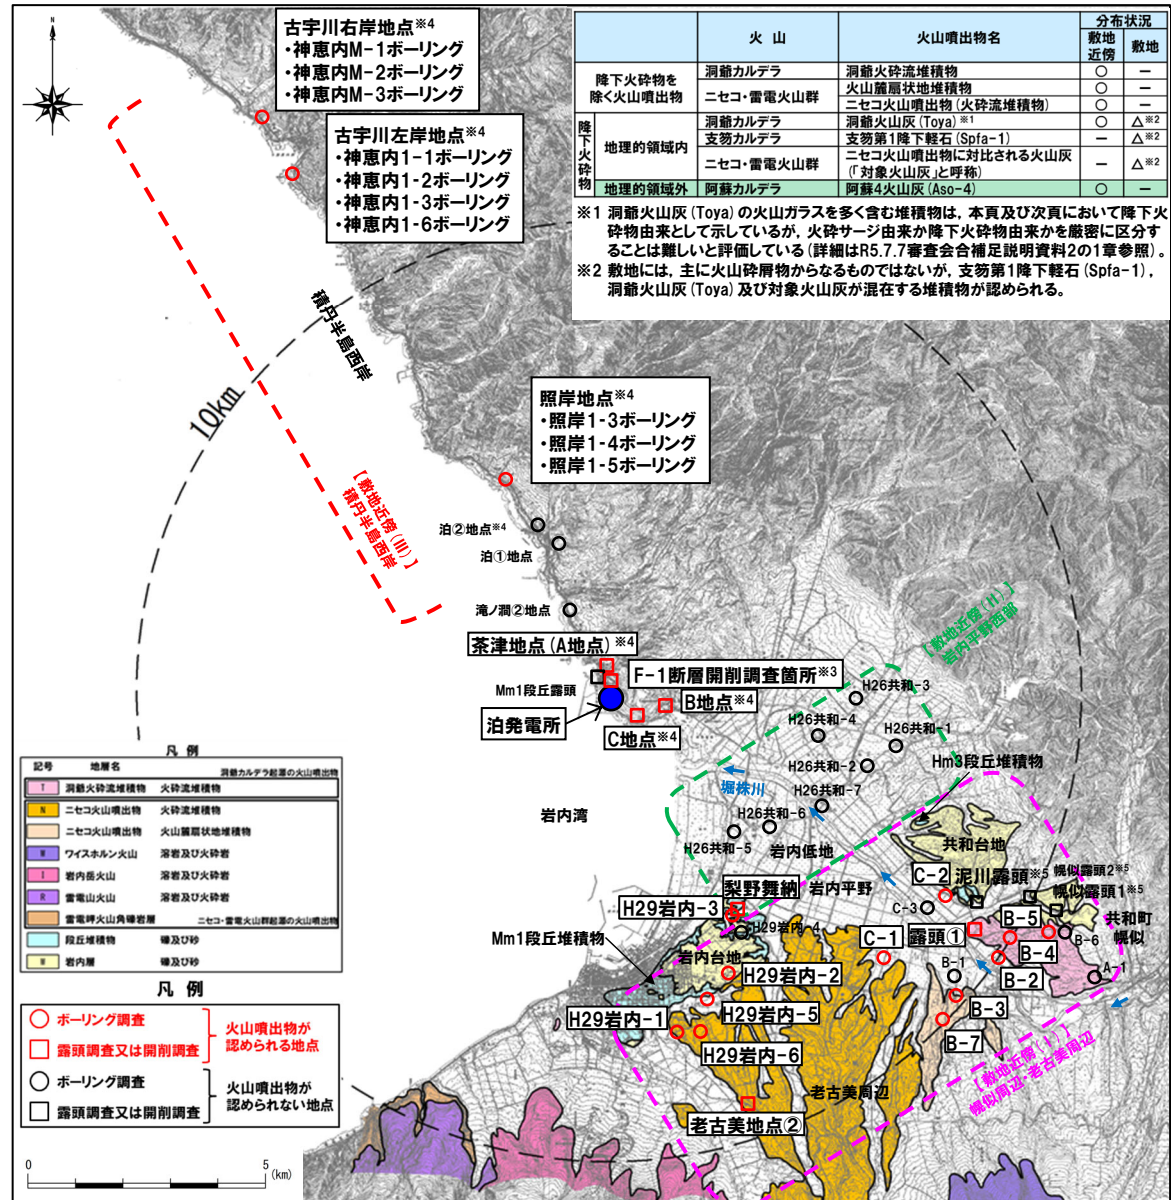 古宇川右岸地点※4
・神恵内M-1ボーリング
・神恵内M-2ボーリング
・神恵内M-3ボーリング
古宇川左岸地点※4
・神恵内1-1ボーリング
・神恵内1-2ボーリング
・神恵内1-3ボーリング
・神恵内1-6ボーリング
火 山 火山噴出物名 分布状況
敷地近傍 敷地
降下火砕物を除く火山噴出物 洞爺カルデラ 洞爺火砕流堆積物 ○ －
ニセコ・雷電火山群 火山麓扇状地堆積物 ○ －
ニセコ火山噴出物(火砕流堆積物) ○ －
降下火砕物 地理的領域内 洞爺カルデラ 洞爺火山灰(Toya)※1 ○ △※2
支笏カルデラ 支笏第1降下軽石(Spfa-1) － △※2
ニセコ・雷電火山群 ニセコ火山噴出物に対比される火山灰(「対象火山灰」と呼称) － △※2
地理的領域外 阿蘇カルデラ 阿蘇4火山灰(Aso-4) ○ －
※1 洞爺火山灰(Toya)の火山ガラスを多く含む堆積物は，本頁及び次頁において降下火
砕物由来として示しているが，火砕サージ由来か降下火砕物由来かを厳密に区分す
ることは難しいと評価している(詳細はR5.7.7審査会合補足説明資料2の1章参照)。
※2 敷地には，主に火山砕屑物からなるものではないが，支笏第1降下軽石(Spfa-1)，
洞爺火山灰(Toya)及び対象火山灰が混在する堆積物が認められる。
N
積丹半島西岸
10km
【敷地近傍(Ⅲ)】
積丹半島西岸
照岸地点※4
・照岸1-3ボーリング
・照岸1-4ボーリング
・照岸1-5ボーリング
泊②地点※4
泊①地点
滝ノ澗②地点
茶津地点(A地点)※4
F-1断層開削調査箇所※3
Mm1段丘露頭
B地点※4
泊発電所
C地点※4
【敷地近傍(Ⅱ)】
岩内平野西部
H26共和-3
H26共和-4
H26共和-1
H26共和-2
Hm3段丘堆積物
堀株川
H26共和-7
H26共和-6
H26共和-5
岩内湾
岩内低地
共和台地
岩内平野
梨野舞納
C-2
泥川露頭※5
幌似露頭2※5
幌似露頭1※5
H29岩内-3
H29岩内-4
C-3
B-5
共和町
幌似
Mm1段丘堆積物
C-1
露頭①
B-4
B-6
岩内台地
B-2
A-1
H29岩内-2
B-1
H29岩内-1
H29岩内-5
B-3
H29岩内-6
B-7
【敷地近傍(Ⅰ)】
幌似周辺・老古美周辺
老古美周辺
老古美地点②
凡 例
記号 地層名 洞爺カルデラ起源の火山噴出物
T 洞爺火砕流堆積物 火砕流堆積物
N ニセコ火山噴出物 火砕流堆積物
ニセコ火山噴出物 火山麓扇状地堆積物
W ワイスホルン火山 溶岩及び火砕岩
I 岩内岳火山 溶岩及び火砕岩
R 雷電山火山 溶岩及び火砕岩
雷電岬火山角礫岩層 ニセコ・雷電火山群起源の火山噴出物
段丘堆積物 礫及び砂
岩内層 礫及び砂
凡 例
ボーリング調査
露頭調査又は開削調査
火山噴出物が
認められる地点
ボーリング調査
露頭調査又は開削調査
火山噴出物が
認められない地点
0 5 (km)